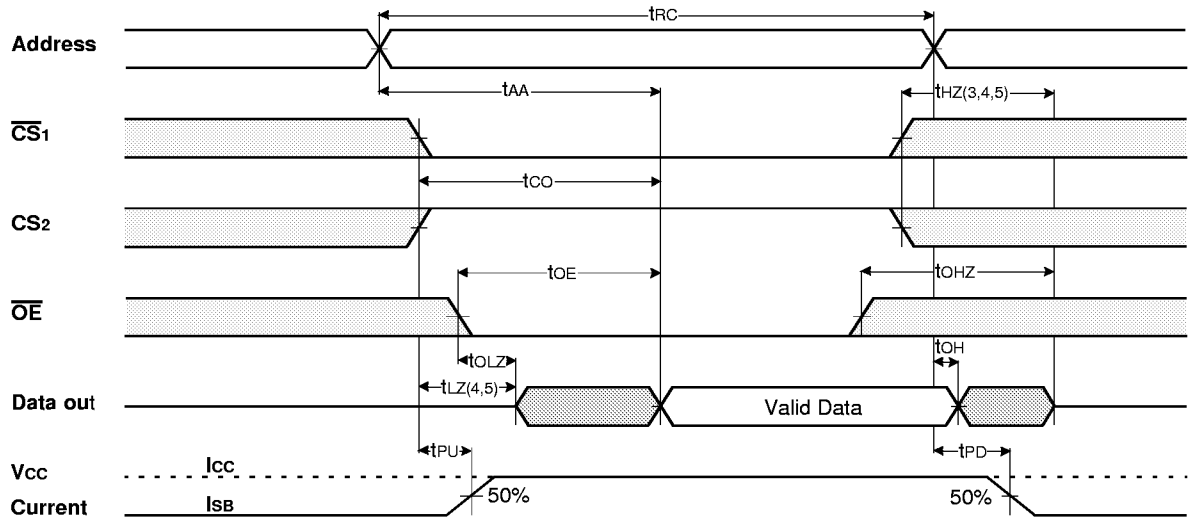 tRC
Address
tAA
tHZ(3,4,5)
CS1
tCO
CS2
tOE
tOHZ
OE
tOLZ
tOH
tLZ(4,5)
Data out
Valid Data
tPU
tPD
VCC
ICC
50%
50%
Current
ISB